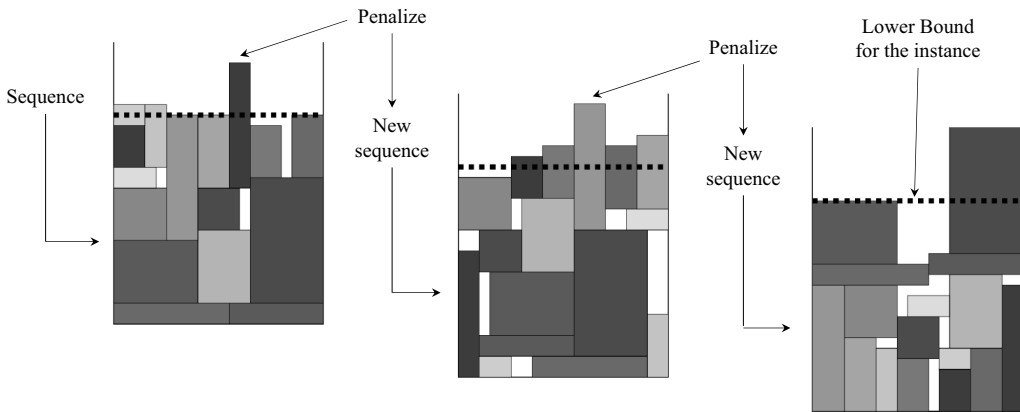 Penalize
Sequence
New
sequence
Penalize
New
sequence
Lower Bound
for the instance